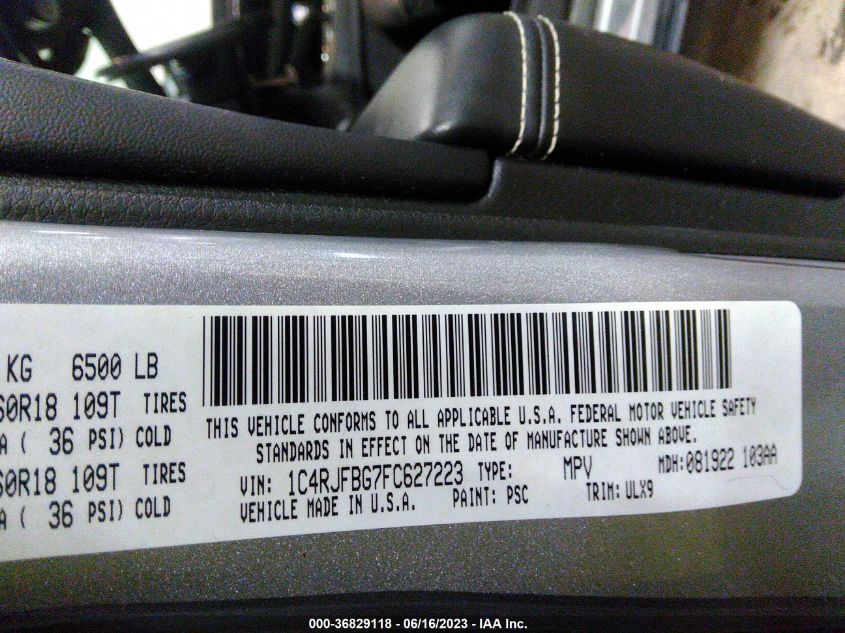 KG 6500 LB
60R18 109T TIRES
A ( 36 PSI) COLD
60R18 109T TIRES
A ( 36 PSI) COLD
THIS VEHICLE CONFORMS TO ALL APPLICABLE U.S.A. FEDERAL MOTOR VEHICLE SAFETY
STANDARDS IN EFFECT ON THE DATE OF MANUFACTURE SHOWN ABOVE.
VIN: 1C4RJFBG7FC627223 TYPE: MPV MDH: 081922 103AA
VEHICLE MADE IN U.S.A. PAINT: PSC TRIM: ULX9
000-36829118 - 06/16/2023 - IAA Inc.